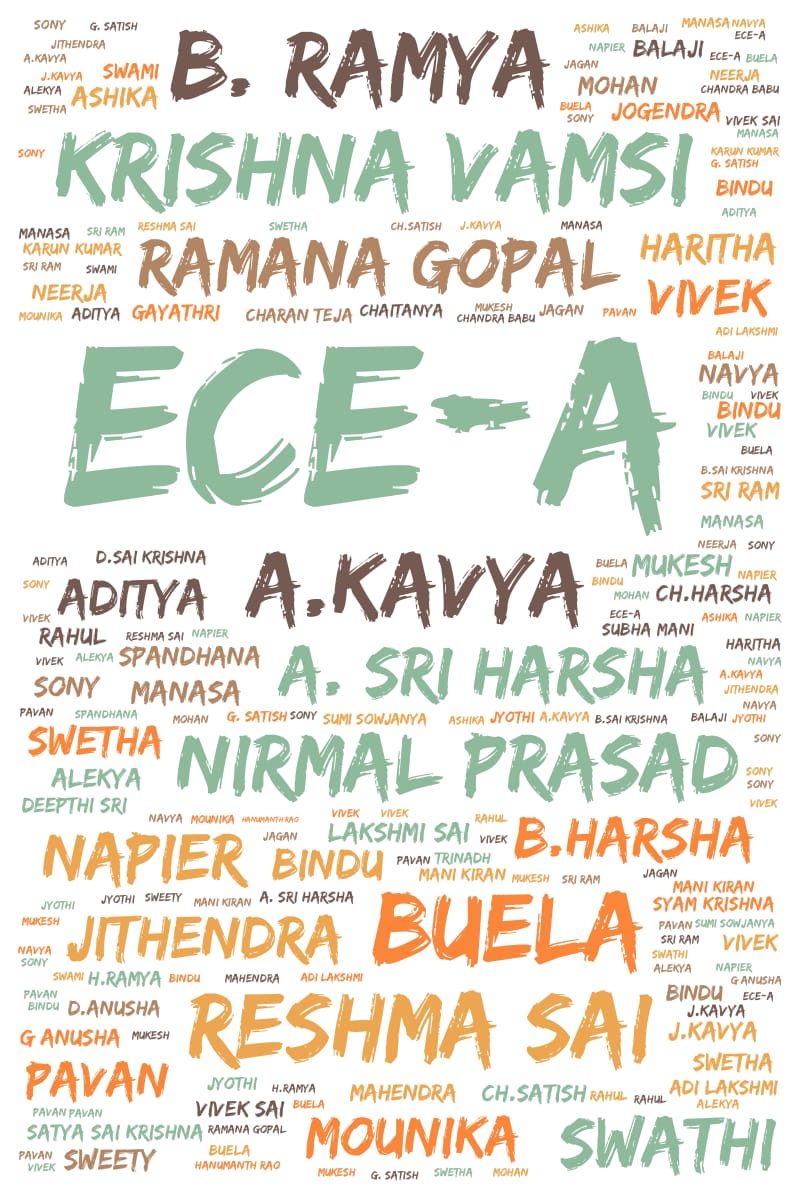 SONY G. SATISH
JITHENDRA
A.KAVYA
J.KAVYA SWAMI
ALEKYA ASHIKA
SWETHA
B. RAMYA
ASHIKA BALAJI MANASA NAVYA
ECE-A
NAPIER BALAJI ECE-A BUELA
JAGAN
MOHAN NEERJA
CHANDRA BABU
BUELA JOGENDRA
SONY VIVEK SAI
MANASA
SONY KRISHNA VAMSI KARUN KUMAR
G. SATISH
BINDU
ADITYA
MANASA SRI RAM RESHMA SAI SWETHA CH.SATISH J.KAVYA MANASA
KARUN KUMAR RAMANA GOPAL HARITHA
SRI RAM SWAMI
NEERJA VIVEK
MOUNIKA ADITYA GAYATHRI CHARAN TEJA CHAITANYA MUKESH JAGAN PAVAN
CHANDRA BABU
ADI LAKSHMI
ECE-A
BALAJI
NAVYA
BINDU VIVEK
BINDU
VIVEK
BUELA
B.SAI KRISHNA
SRI RAM
MANASA
NEERJA SONY
ADITYA D.SAI KRISHNA A.KAVYA BUELA MUKESH NAPIER
SONY ADITYA BINDU
MOHAN CH.HARSHA
VIVEK ECE-A ASHIKA NAPIER
RAHUL RESHMA SAI NAPIER SUBHA MANI
VIVEK ALEKYA SPANDHANA A. SRI HARSHA HARITHA
NAVYA
A.KAVYA
SONY MANASA JITHENDRA
NAVYA
PAVAN SPANDHANA MOHAN G. SATISH SONY SUMI SOWJANYA ASHIKA JYOTHI A.KAVYA B.SAI KRISHNA BALAJI JYOTHI
SWETHA NIRMAL PRASAD SONY
ALEKYA SONY
SONY
DEEPTHI SRI VIVEK
NAVYA MOUNIKA HANUMANTH RAO VIVEK VIVEK RAHUL
NAPIER JAGAN LAKSHMI SAI VIVEK B.HARSHA
BINDU PAVAN TRINADH
MANI KIRAN MUKESH SRI RAM JAGAN
MANI KIRAN
JYOTHI JYOTHI SWEETY MANI KIRAN A. SRI HARSHA SYAM KRISHNA
MUKESH JITHENDRA BUELA PAVAN SUMI SOWJANYA
SRI RAM VIVEK
NAVYA SWATHI
SONY ALEKYA NAPIER
SWAMI H.RAMYA BINDU MAHENDRA ADI LAKSHMI G ANUSHA
PAVAN BINDU ECE-A
BINDU D.ANUSHA RESHMA SAI J.KAVYA
G ANUSHA MUKESH J.KAVYA
SWETHA
PAVAN JYOTHI H.RAMYA MAHENDRA CH.SATISH RAHUL RAHUL ADI LAKSHMI
ALEKYA
PAVAN PAVAN VIVEK SAI BUELA
SATYA SAI KRISHNA RAMANA GOPAL MOUNIKA SWATHI
PAVAN SWEETY BUELA
VIVEK HANUMANTH RAO
MUKESH G. SATISH SWETHA MOHAN